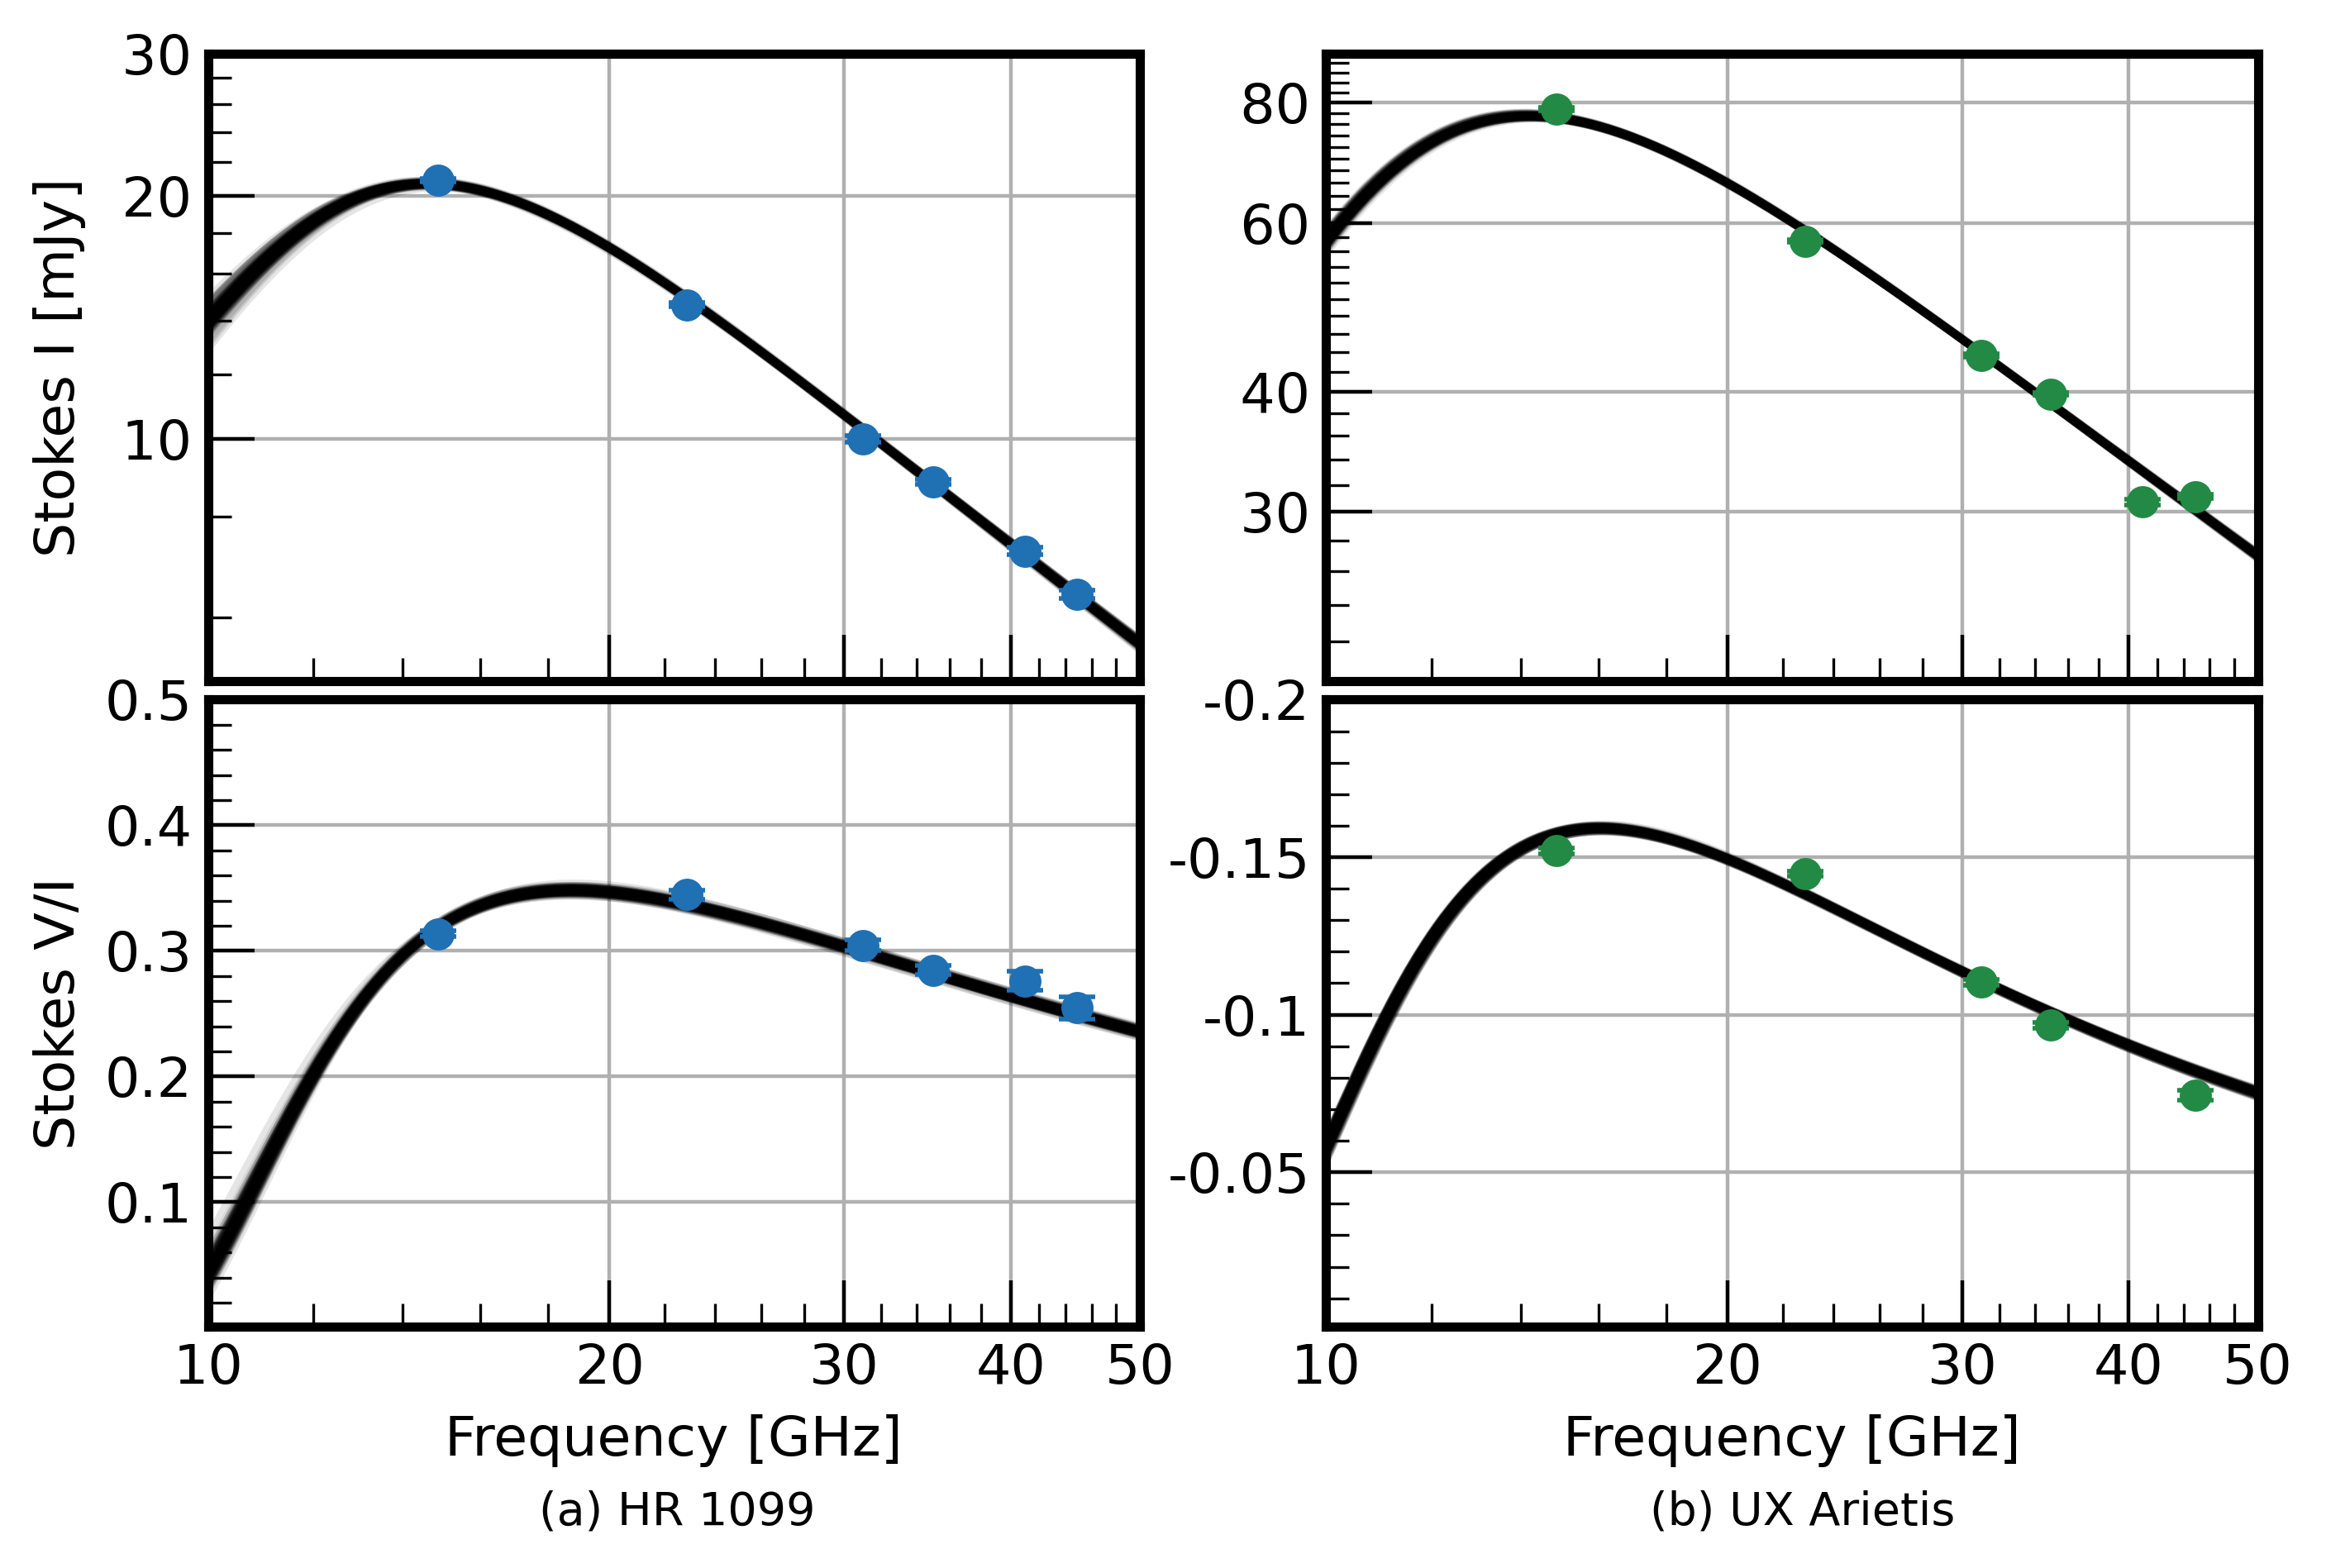 Stokes I [mJy]
30
20
10
80
60
40
30
Stokes V/I
0.5
0.4
0.3
0.2
0.1
-0.2
-0.15
-0.1
-0.05
10 20 30 40 50
10 20 30 40 50
Frequency [GHz]
Frequency [GHz]
(a) HR 1099
(b) UX Arietis